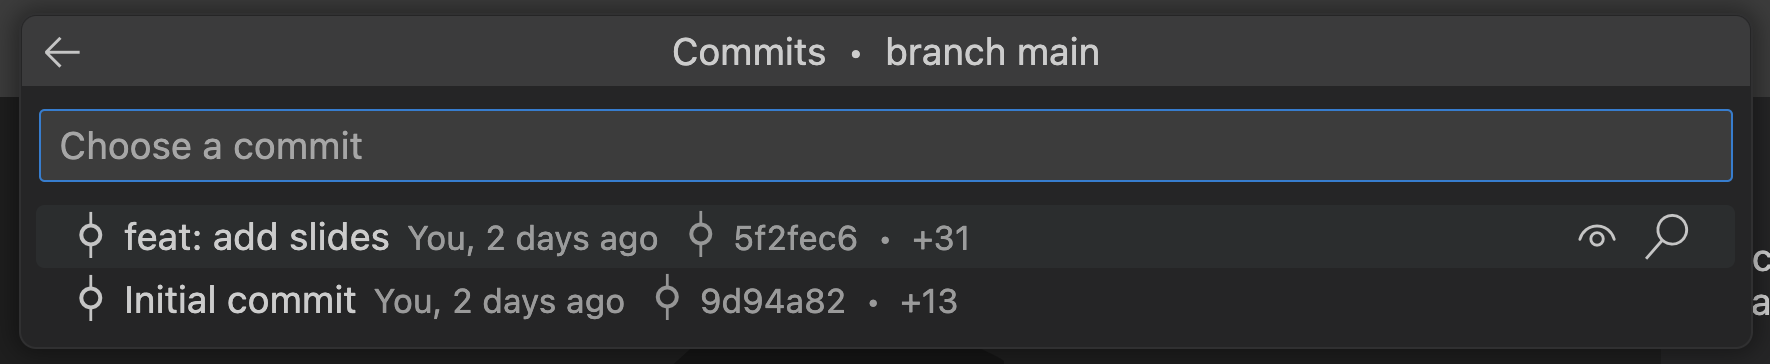 Commits • branch main
Choose a commit
feat: add slides You, 2 days ago 5f2fec6 • +31
Initial commit You, 2 days ago 9d94a82 • +13
c
a